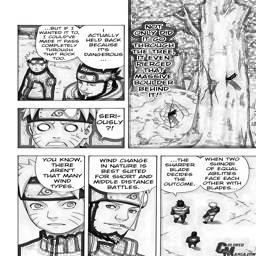 NOT
ONLY DID
IT GO
THROUGH
THE TREE,
IT EVEN
PIERCED
THAT
MASSIVE
BOULDER
BEHIND
IT!
ACTUALLY
HELD BACK
BECAUSE
IT'S
DANGEROUS
...
...BUT IF I
WANTED IT TO,
I COULD'VE
MADE IT PASS
COMPLETELY
THROUGH
THAT ROCK
TOO.
SERI-
OUSLY
?!
WHEN TWO
SHINOBI
OF EQUAL
ABILITIES
FACE EACH
OTHER WITH
BLADES...
...THE
SHARPER
BLADE
DECIDES
THE
OUTCOME.
WIND CHANGE
IN NATURE IS
BEST SUITED
FOR SHORT AND
MIDDLE DISTANCE
BATTLES.
YOU KNOW,
THERE
AREN'T
THAT MANY
WIND
TYPES.